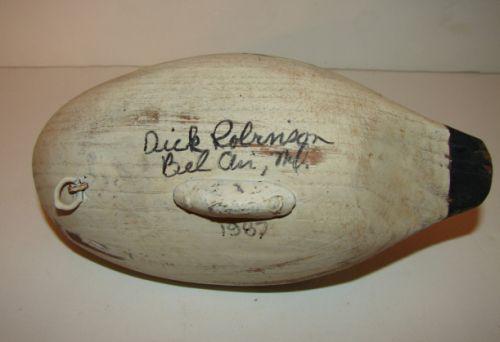 Dick Robinson
Bel Air, Md.
1987